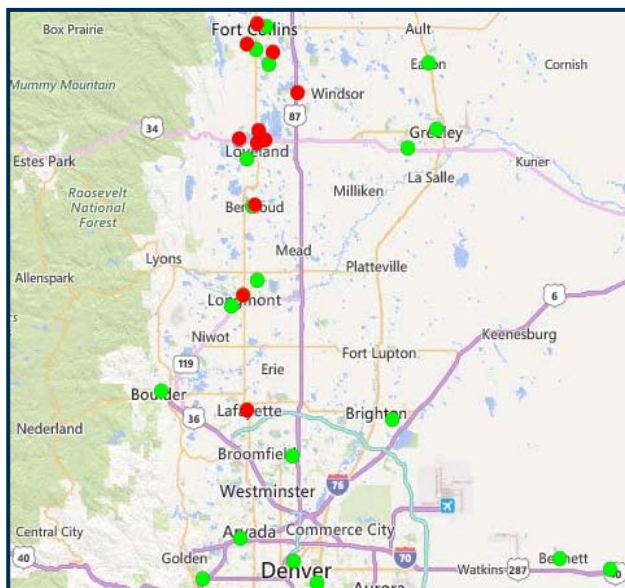 Box Prairie
Fort Collins
Ault
Eaton
Cornish
Mummy Mountain
Windsor
87
34
Greeley
Loveland
Estes Park
Kuner
La Salle
Roosevelt
National
Forest
Milliken
Berthoud
Mead
Lyons
Platteville
Allenspark
6
Longmont
Niwot
Keenesburg
119
Fort Lupton
Erie
Boulder
36
Lafayette
Brighton
Nederland
Broomfield
76
Westminster
Central City
Arvada
Commerce City
40
Golden
70
Bennett
Denver
Watkins
287
40
Aurora